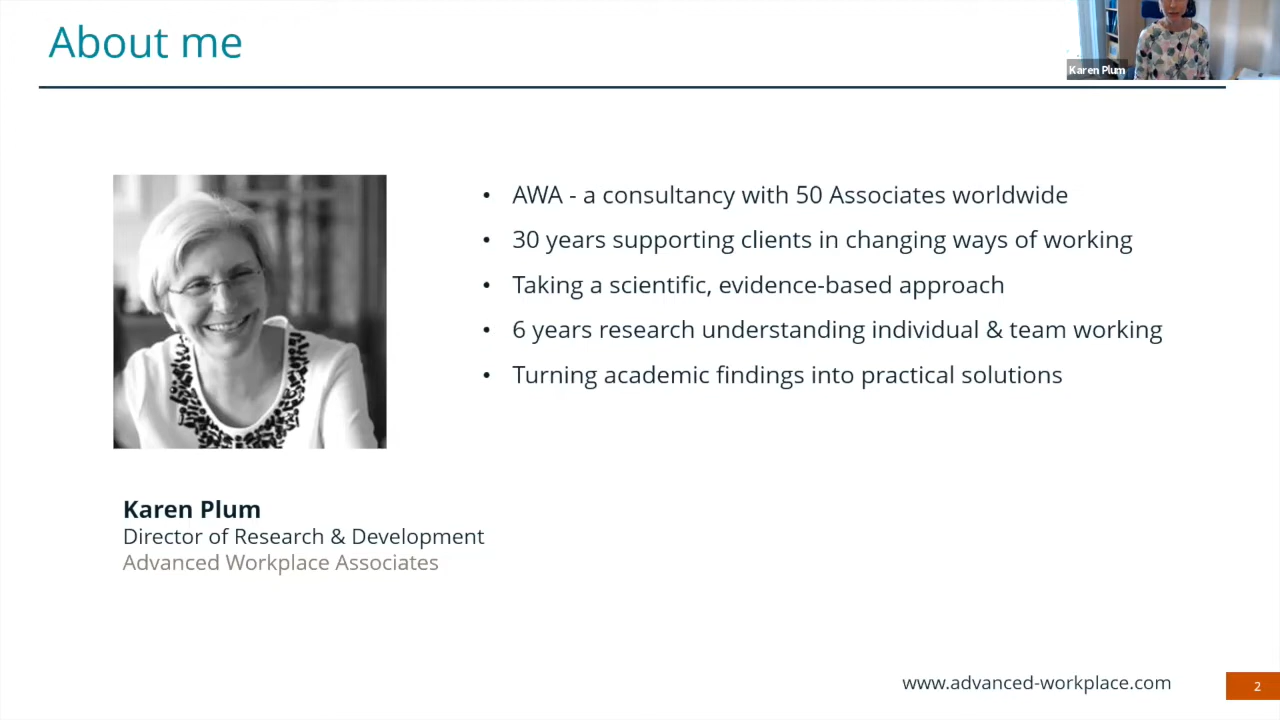 About me
Karen Plum
• AWA - a consultancy with 50 Associates worldwide
• 30 years supporting clients in changing ways of working
• Taking a scientific, evidence-based approach
• 6 years research understanding individual & team working
• Turning academic findings into practical solutions
Karen Plum
Director of Research & Development
Advanced Workplace Associates
www.advanced-workplace.com
2